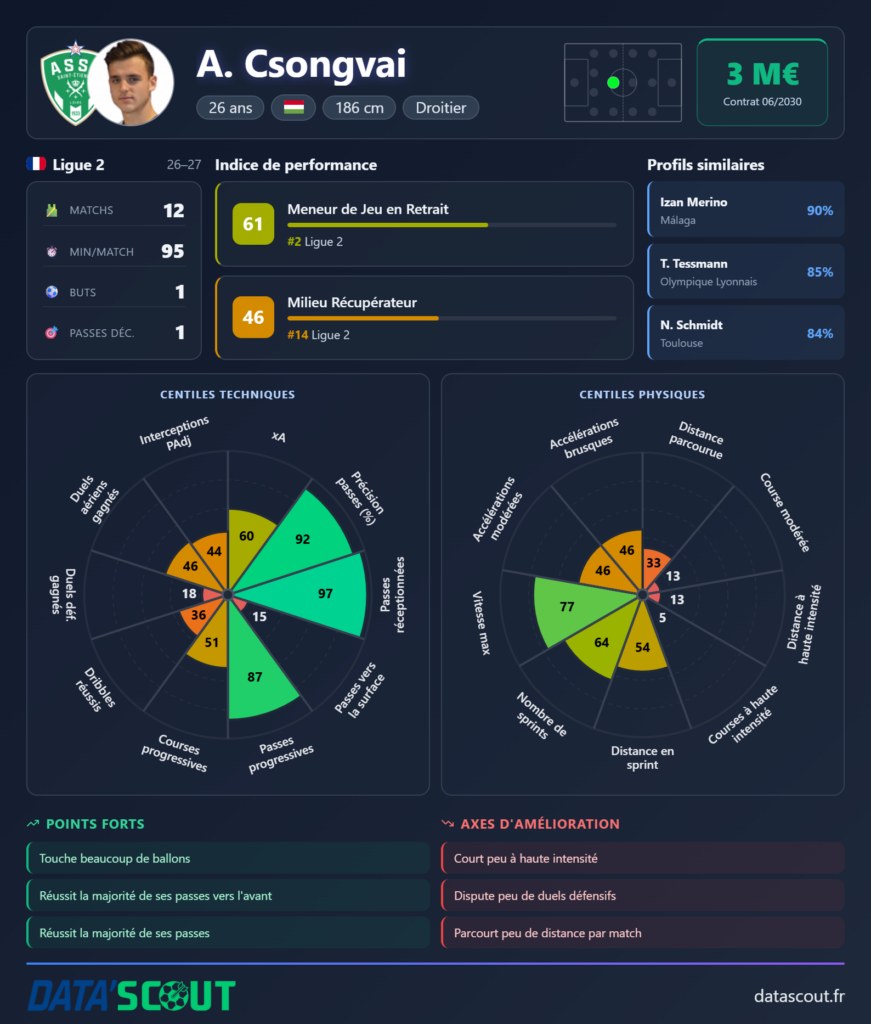 ASS
SAINT-ÉTIENNE
A. Csongvai
26 ans
186 cm
Droitier
3 M€
Contrat 06/2030
Ligue 2
26–27
MATCHS
12
MIN/MATCH
95
BUTS
1
PASSES DÉC.
1
Indice de performance
61
Meneur de Jeu en Retrait
#2 Ligue 2
46
Milieu Récupérateur
#14 Ligue 2
Profils similaires
Izan Merino
Málaga
90%
T. Tessmann
Olympique Lyonnais
85%
N. Schmidt
Toulouse
84%
CENTILES TECHNIQUES
xA
60
Précision
passes (%)
92
Passes
réceptionnées
97
Passes vers
la surface
15
Passes
progressives
87
Courses
progressives
51
Dribbles
réussis
36
Duels déf.
gagnés
18
Duels
aériens
gagnés
46
Interceptions
PAdj
44
CENTILES PHYSIQUES
Distance
parcourue
33
Course modérée
13
Distance à
haute intensité
13
Courses à haute
intensité
5
Distance en
sprint
54
Nombre de
sprints
64
Vitesse max
77
Accélérations
modérées
46
Accélérations
brusques
46
POINTS FORTS
Touche beaucoup de ballons
Réussit la majorité de ses passes vers l'avant
Réussit la majorité de ses passes
AXES D'AMÉLIORATION
Court peu à haute intensité
Dispute peu de duels défensifs
Parcourt peu de distance par match
DATA'SCOUT
datascout.fr